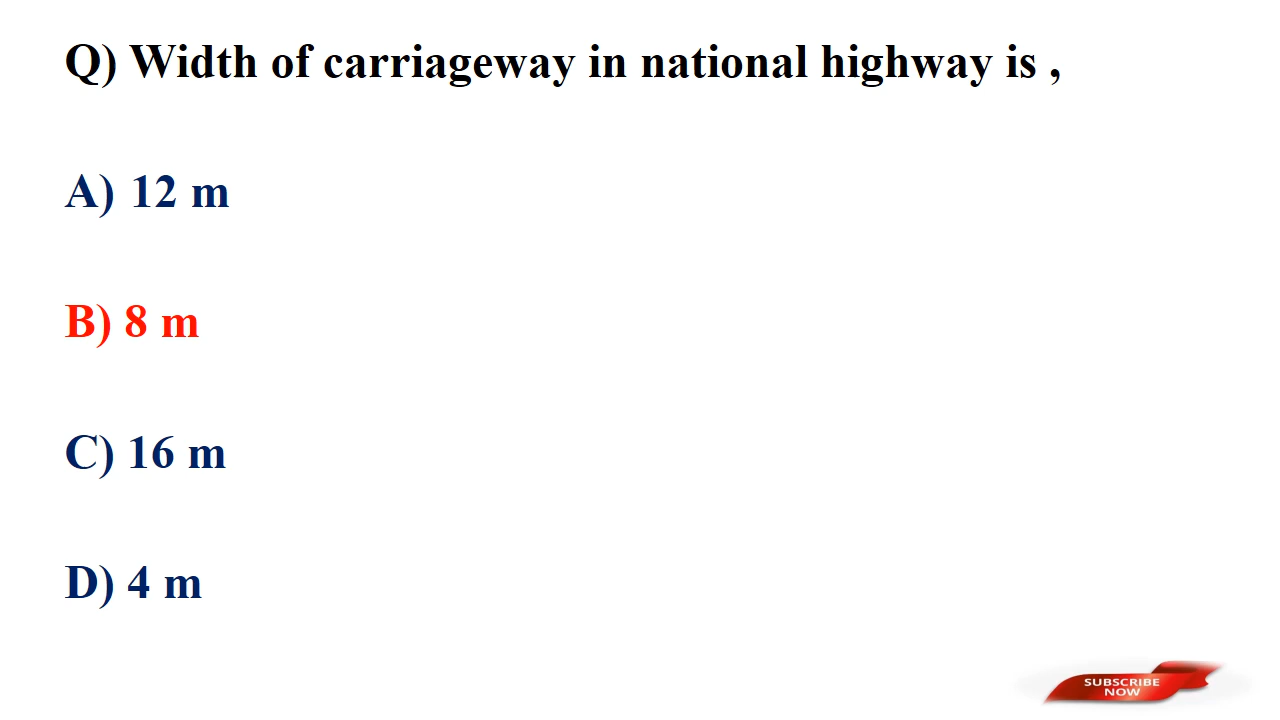 Q) Width of carriageway in national highway is ,
A) 12 m
B) 8 m
C) 16 m
D) 4 m
SUBSCRIBE
NOW